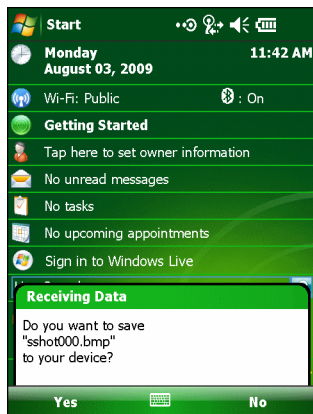 Start
Monday 11:42 AM
August 03, 2009
Wi-Fi: Public : On
Getting Started
Tap here to set owner information
No unread messages
No tasks
No upcoming appointments
Sign in to Windows Live
Receiving Data
Do you want to save
"sshot000.bmp"
to your device?
Yes No